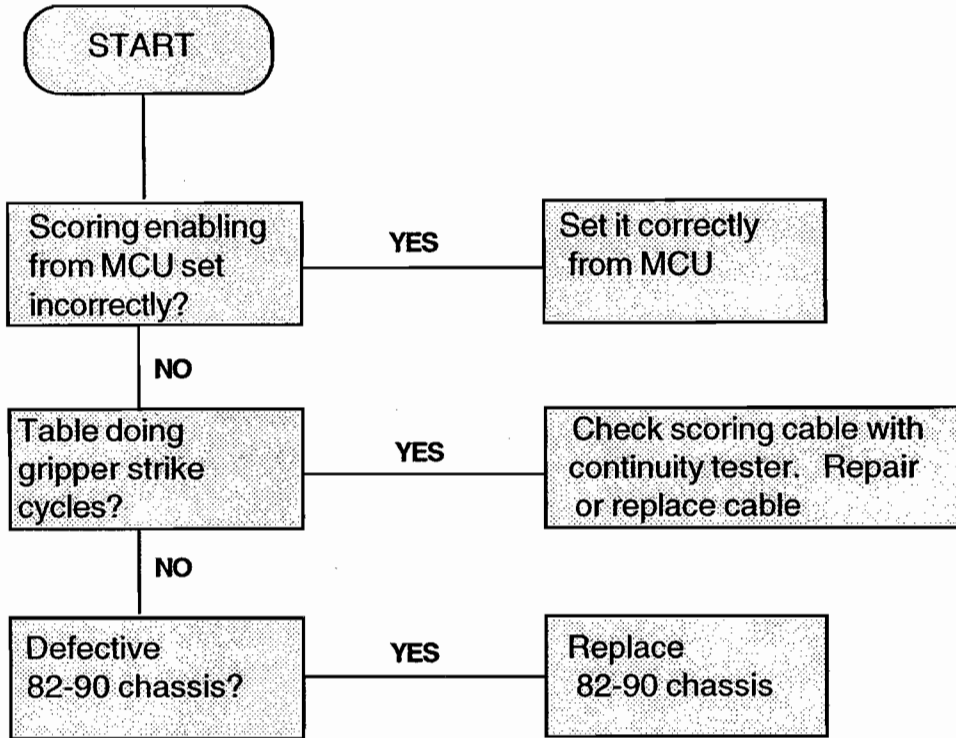 START
Scoring enabling
from MCU set
incorrectly?
YES
Set it correctly
from MCU
NO
Table doing
gripper strike
cycles?
YES
Check scoring cable with
continuity tester. Repair
or replace cable
NO
Defective
82-90 chassis?
YES
Replace
82-90 chassis